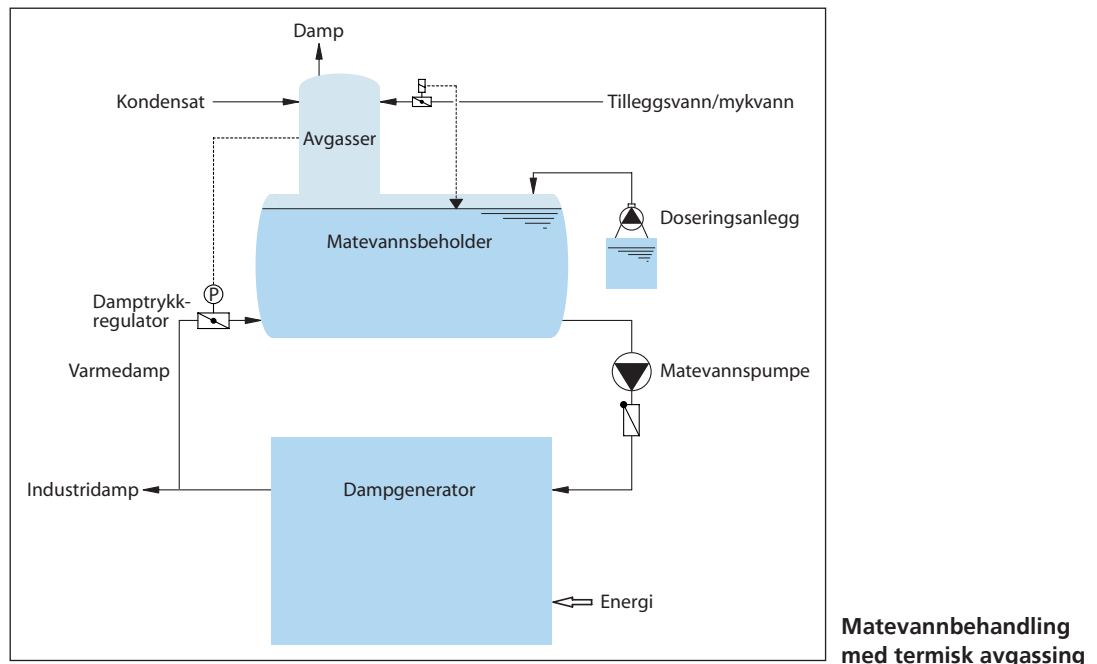 Damp
Kondensat
Tilleggsvann/mykvann
Avgasser
Doseringsanlegg
Matevannsbeholder
P
Damptrykk-
regulator
Varmedamp
Matevannspumpe
Industridamp
Dampgenerator
Energi
Matevannbehandling
med termisk avgassing